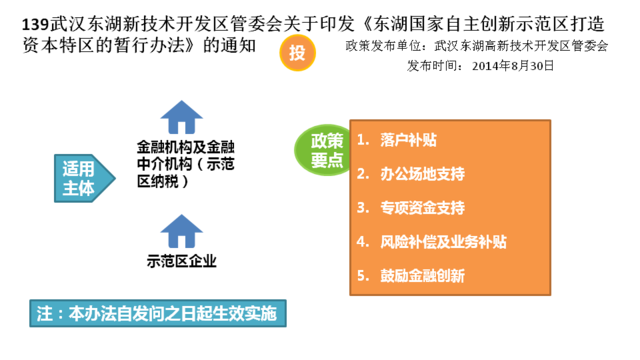 139武汉东湖新技术开发区管委会关于印发《东湖国家自主创新示范区打造
资本特区的暂行办法》的通知
投
政策发布单位：武汉东湖高新技术开发区管委会
发布时间：2014年8月30日
适用
主体
金融机构及金融
中介机构（示范
区纳税）
示范区企业
政策
要点
1. 落户补贴
2. 办公场地支持
3. 专项资金支持
4. 风险补偿及业务补贴
5. 鼓励金融创新
注：本办法自发问之日起生效实施